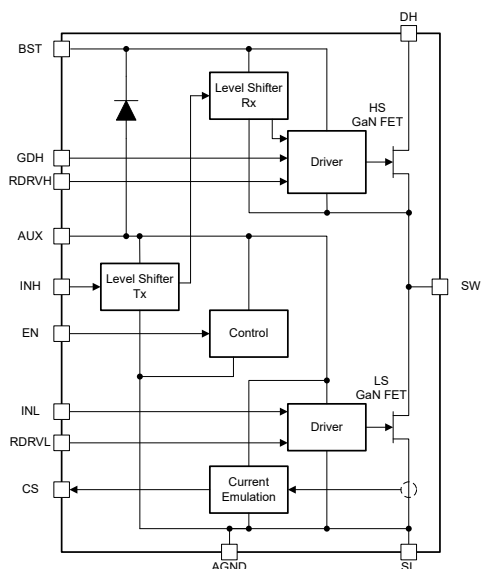 DH
BST
Level Shifter
Rx
HS
GaN FET
GDH
Driver
RDRVH
AUX
Level Shifter
Tx
INH
SW
EN
Control
LS
GaN FET
INL
Driver
RDRVL
CS
Current
Emulation
AGND
SL